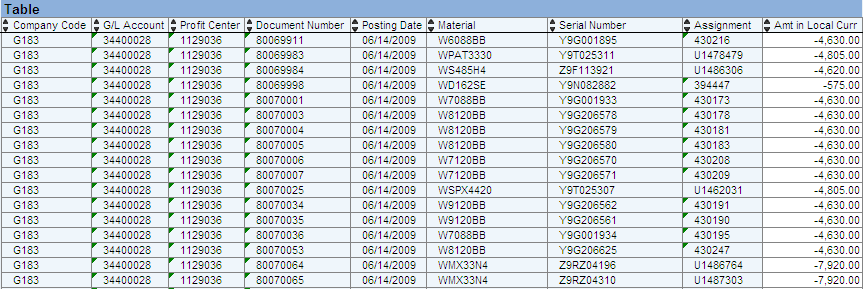 Table
Company Code G/L Account Profit Center Document Number Posting Date Material Serial Number Assignment Amt in Local Curr
G183 34400028 1129036 80069911 06/14/2009 W6088BB Y9G001895 430216 -4,630.00
G183 34400028 1129036 80069983 06/14/2009 WPAT3330 Y9T025311 U1478479 -4,805.00
G183 34400028 1129036 80069984 06/14/2009 WS485H4 Z9F113921 U1486306 -4,620.00
G183 34400028 1129036 80069998 06/14/2009 WD162SE Y9N082882 394447 -575.00
G183 34400028 1129036 80070001 06/14/2009 W7088BB Y9G001933 430173 -4,630.00
G183 34400028 1129036 80070003 06/14/2009 W8120BB Y9G206578 430178 -4,630.00
G183 34400028 1129036 80070004 06/14/2009 W8120BB Y9G206579 430181 -4,630.00
G183 34400028 1129036 80070005 06/14/2009 W8120BB Y9G206580 430183 -4,630.00
G183 34400028 1129036 80070006 06/14/2009 W7120BB Y9G206570 430208 -4,630.00
G183 34400028 1129036 80070007 06/14/2009 W7120BB Y9G206571 430209 -4,630.00
G183 34400028 1129036 80070025 06/14/2009 WSPX4420 Y9T025307 U1462031 -4,805.00
G183 34400028 1129036 80070034 06/14/2009 W9120BB Y9G206562 430191 -4,630.00
G183 34400028 1129036 80070035 06/14/2009 W9120BB Y9G206561 430190 -4,630.00
G183 34400028 1129036 80070036 06/14/2009 W7088BB Y9G001934 430195 -4,630.00
G183 34400028 1129036 80070053 06/14/2009 W8120BB Y9G206625 430247 -4,630.00
G183 34400028 1129036 80070064 06/14/2009 WMX33N4 Z9RZ04196 U1486764 -7,920.00
G183 34400028 1129036 80070065 06/14/2009 WMX33N4 Z9RZ04310 U1487303 -7,920.00